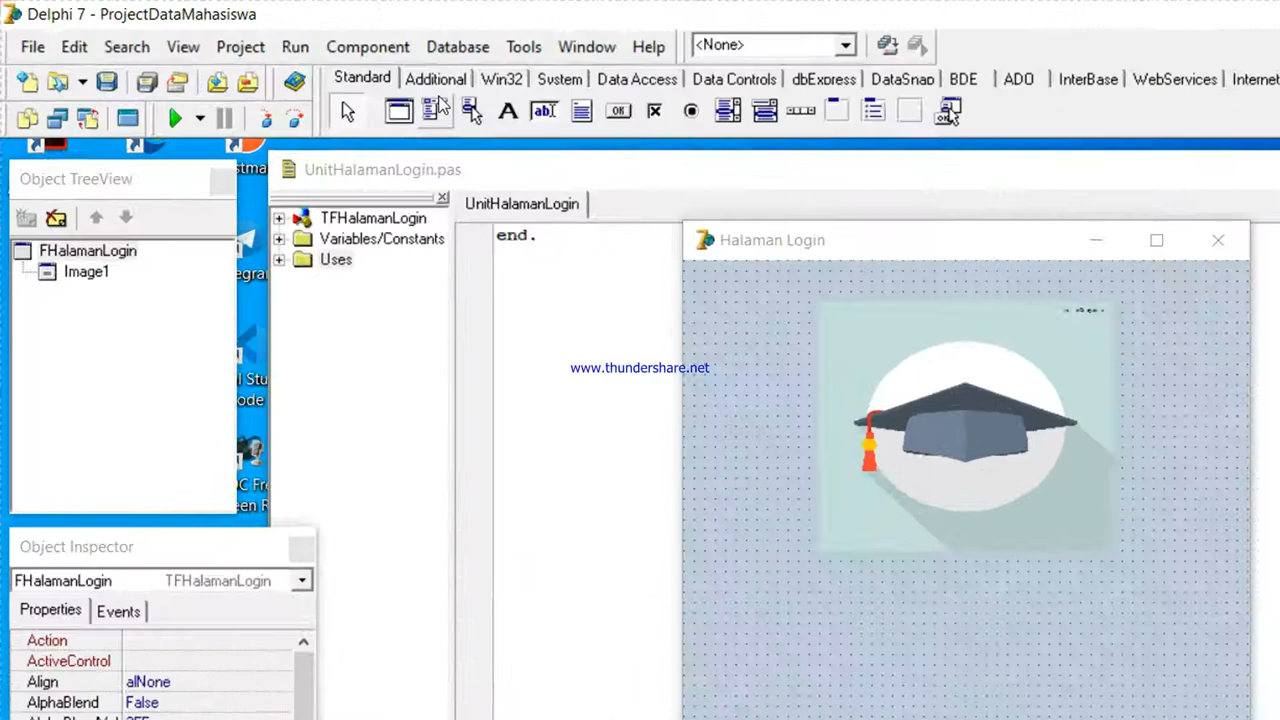 Delphi 7 - ProjectDataMahasiswa
File Edit Search View Project Run Component Database Tools Window Help <None>
Standard Additional Win32 System Data Access Data Controls dbExpress DataSnap BDE ADO InterBase WebServices Internet
A ab OK
Object TreeView
UnitHalamanLogin.pas
FHalamanLogin
Image1
TFHalamanLogin
Variables/Constants
Uses
UnitHalamanLogin
end.
Halaman Login
www.thundershare.net
Object Inspector
FHalamanLogin TFHalamanLogin
Properties Events
Action
ActiveControl
Align alNone
AlphaBlend False